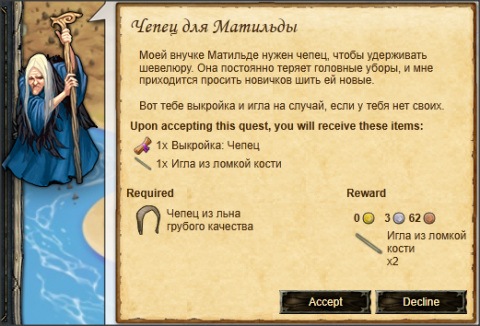 Чепец для Матильды
Моей внучке Матильде нужен чепец, чтобы удерживать
шевелюру. Она постоянно теряет головные уборы, и мне
приходится просить новичков шить ей новые.
Вот тебе выкройка и игла на случай, если у тебя нет своих.
Upon accepting this quest, you will receive these items:
1x Выкройка: Чепец
1x Игла из ломкой кости
Required
Чепец из льна
грубого качества
Reward
0 3 62
Игла из ломкой
кости
x2
Accept
Decline